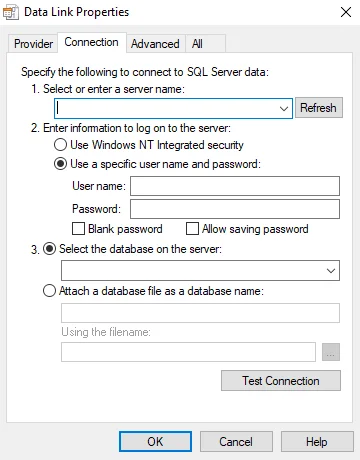 Data Link Properties
Provider Connection Advanced All
Specify the following to connect to SQL Server data:
1. Select or enter a server name:
Refresh
2. Enter information to log on to the server:
Use Windows NT Integrated security
Use a specific user name and password:
User name:
Password:
Blank password Allow saving password
3. Select the database on the server:
Attach a database file as a database name:
Using the filename:
...
Test Connection
OK Cancel Help